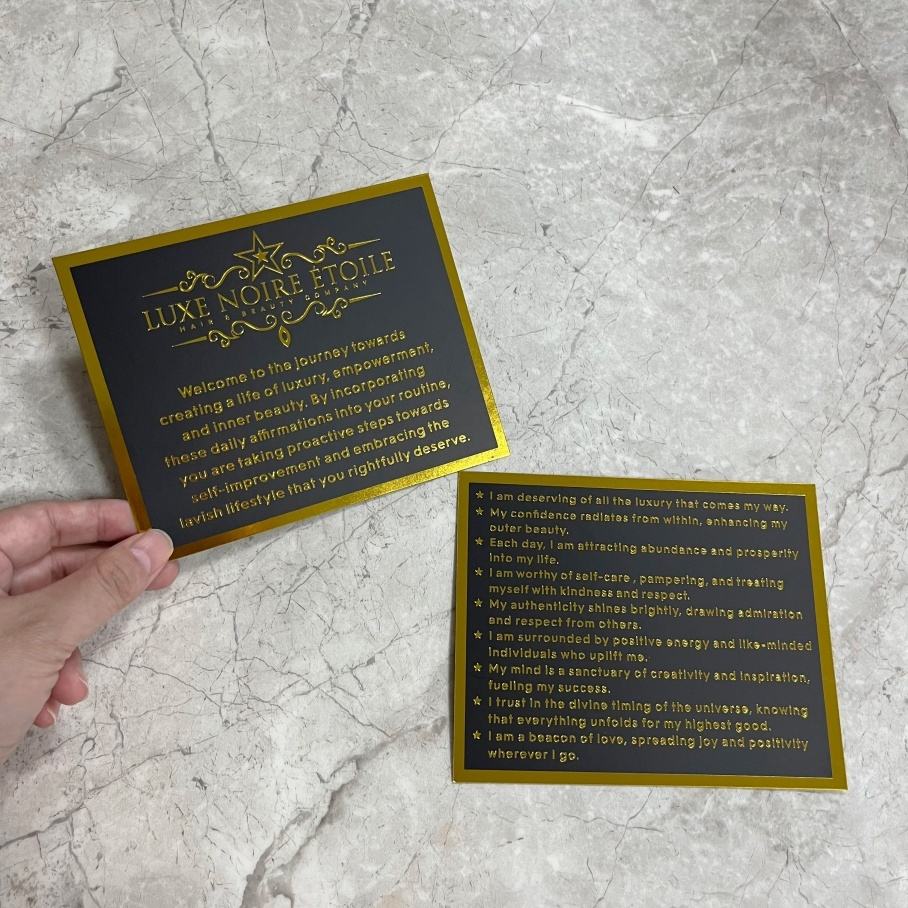 LUXE NOIRE ÉTOILE
HAIR & BEAUTY COMPANY
Welcome to the journey towards
creating a life of luxury, empowerment,
and inner beauty. By incorporating
these daily affirmations into your routine,
you are taking proactive steps towards
self-improvement and embracing the
lavish lifestyle that you rightfully deserve.
★ I am deserving of all the luxury that comes my way.
★ My confidence radiates from within, enhancing my
outer beauty.
★ Each day, I am attracting abundance and prosperity
into my life.
★ I am worthy of self-care , pampering, and treating
myself with kindness and respect.
★ My authenticity shines brightly, drawing admiration
and respect from others.
★ I am surrounded by positive energy and like-minded
individuals who uplift me.
★ My mind is a sanctuary of creativity and inspiration,
fueling my success.
★ I trust in the divine timing of the universe, knowing
that everything unfolds for my highest good.
★ I am a beacon of love, spreading joy and positivity
wherever I go.